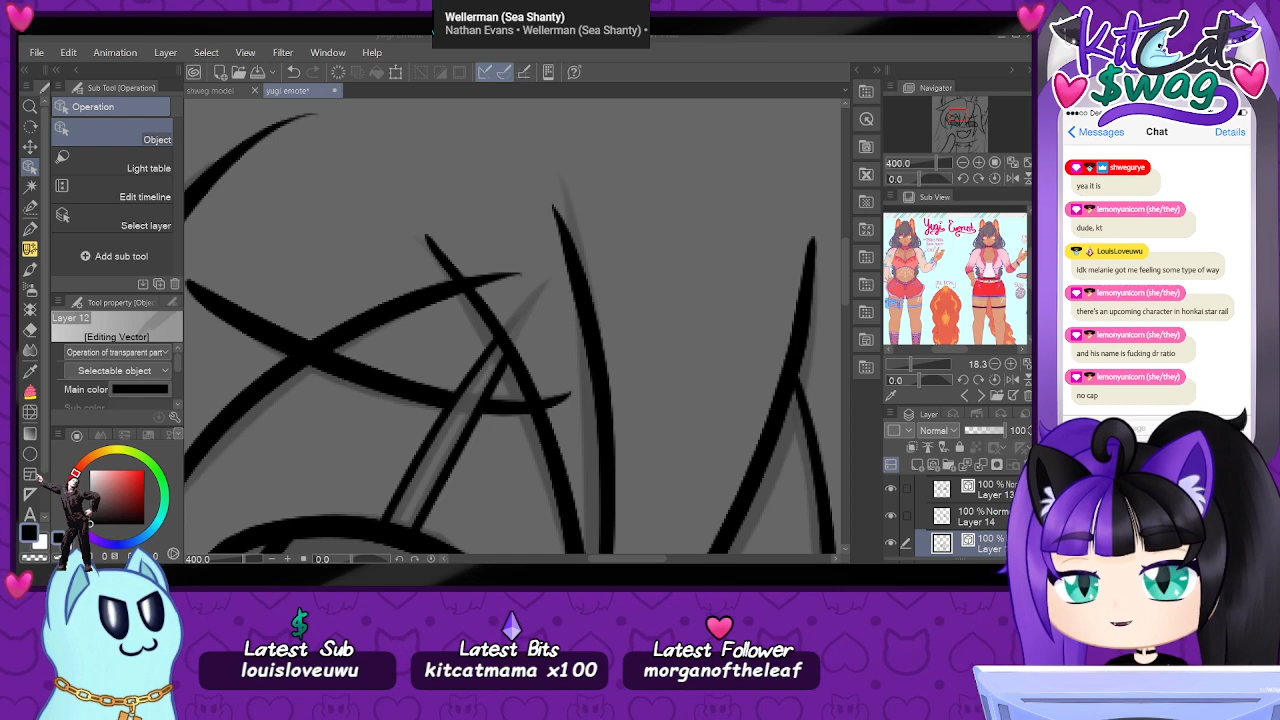 Wellerman (Sea Shanty)
Nathan Evans • Wellerman (Sea Shanty) •
File Edit Animation Layer Select View Filter Window Help
shweg model
yugi emote*
Sub Tool [Operation]
Operation
Object
Light table
Edit timeline
Select layer
Add sub tool
Tool property [Objec
Layer 12
[Editing Vector]
Operation of transparent part
Selectable object
Main color
400.0
0.0
Navigator
400.0
0.0
Sub View
18.3
0.0
Layer
Normal
100
100 % No
Layer 13
100 % Norm
Layer 14
100 %
Layer
KitCat
$wag
Messages
Chat
Details
shwegurye
yea it is
lemonyunicorn (she/they)
dude, kt
LouisLoveuwu
Idk melanie got me feeling some type of way
lemonyunicorn (she/they)
there's an upcoming character in honkai star rail
lemonyunicorn (she/they)
and his name is fucking dr ratio
lemonyunicorn (she/they)
no cap
Latest Sub
louisloveuwu
Latest Bits
kitcatmama x100
Latest Follower
morganoftheleaf